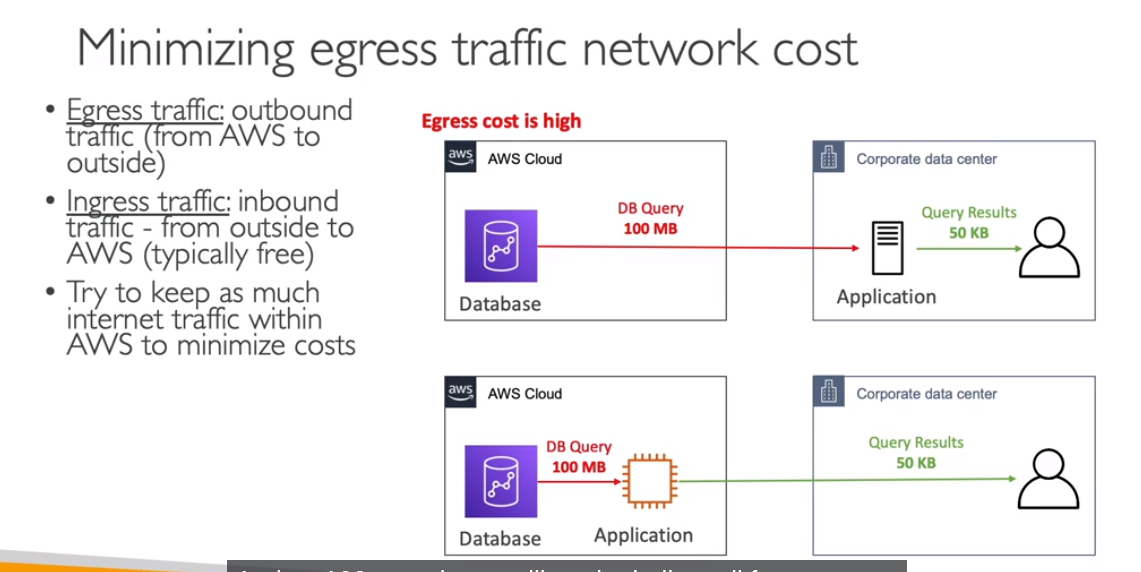 Minimizing egress traffic network cost
• Egress traffic: outbound
traffic (from AWS to
outside)
• Ingress traffic: inbound
traffic - from outside to
AWS (typically free)
• Try to keep as much
internet traffic within
AWS to minimize costs
Egress cost is high
aws AWS Cloud
DB Query
100 MB
Database
Corporate data center
Query Results
50 KB
Application
aws AWS Cloud
DB Query
100 MB
Database
Application
Corporate data center
Query Results
50 KB